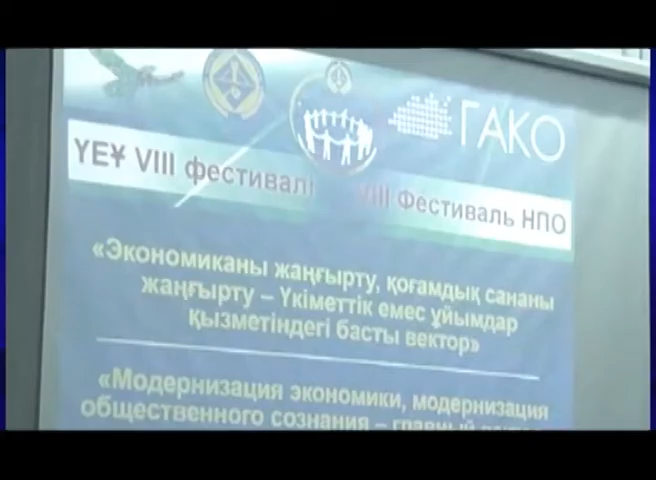 ГАКО
ҮЕҰ VIII фестивалі
VIII Фестиваль НПО
«Экономиканы жаңғырту, қоғамдық сананы
жаңғырту – Үкіметтік емес ұйымдар
қызметіндегі басты вектор»
«Модернизация экономики, модернизация
общественного сознания – главный